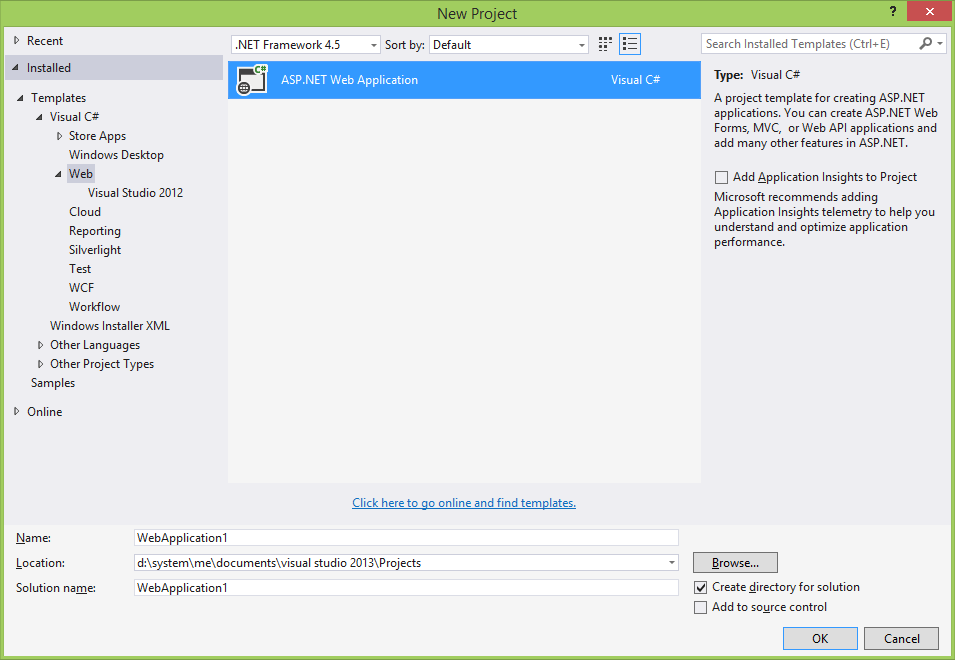 New Project
?
Recent
.NET Framework 4.5
Sort by:
Default
Search Installed Templates (Ctrl+E)
Installed
Templates
Visual C#
Store Apps
Windows Desktop
Web
Visual Studio 2012
Cloud
Reporting
Silverlight
Test
WCF
Workflow
Windows Installer XML
Other Languages
Other Project Types
Samples
Online
C#
ASP.NET Web Application
Visual C#
Type: Visual C#
A project template for creating ASP.NET
applications. You can create ASP.NET Web
Forms, MVC, or Web API applications and
add many other features in ASP.NET.
Add Application Insights to Project
Microsoft recommends adding
Application Insights telemetry to help you
understand and optimize application
performance.
Click here to go online and find templates.
Name:
WebApplication1
Location:
d:\system\me\documents\visual studio 2013\Projects
Browse...
Solution name:
WebApplication1
Create directory for solution
Add to source control
OK
Cancel